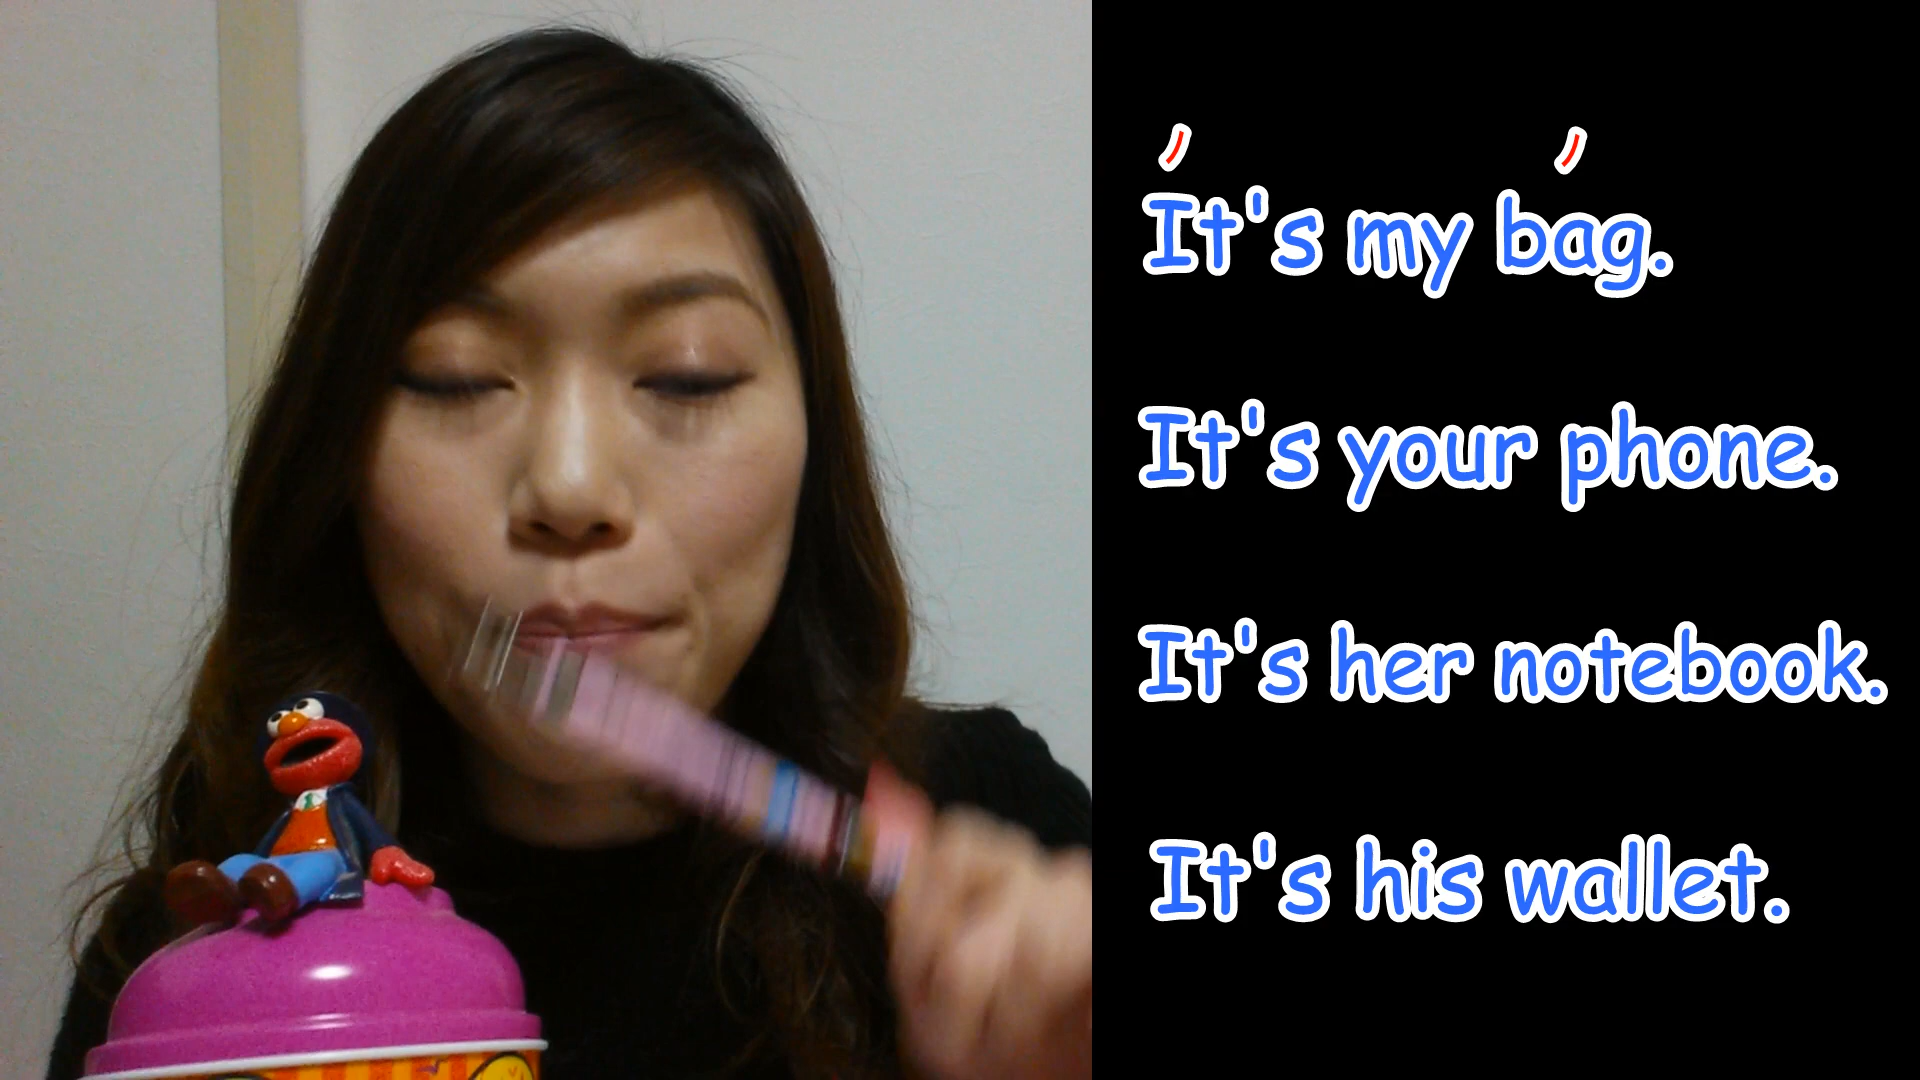 It's my bag.
It's your phone.
It's her notebook.
It's his wallet.